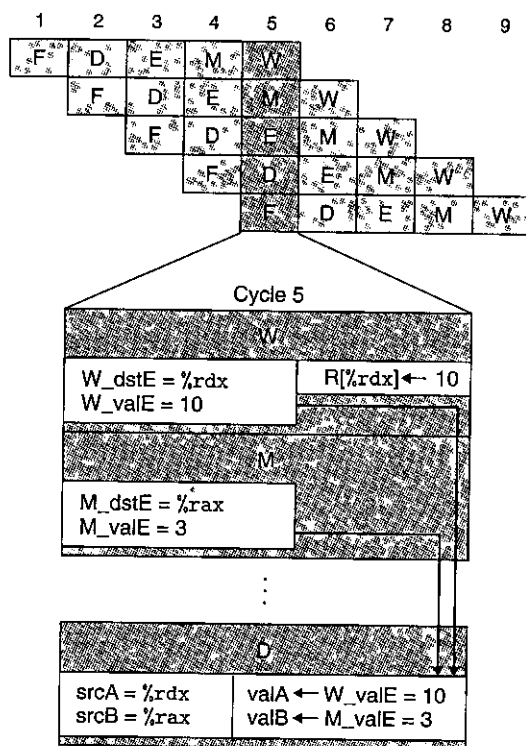 1 2 3 4 5 6 7 8 9
F D E M W
F D E M W
F D E M W
F D E M W
F D E M W
Cycle 5
W
W_dstE = %rdx R[%rdx] ← 10
W_valE = 10
M
M_dstE = %rax
M_valE = 3
D
srcA = %rdx valA ← W_valE = 10
srcB = %rax valB ← M_valE = 3